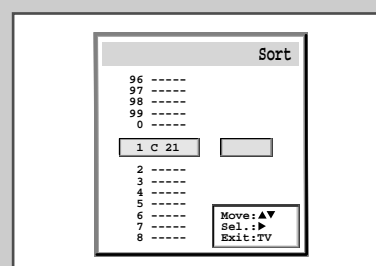 Sort
96 -----
97 -----
98 -----
99 -----
0 -----
1 C 21
2 -----
3 -----
4 -----
5 -----
6 -----
7 -----
8 -----
Move:▲▼
Sel.:▶
Exit:TV